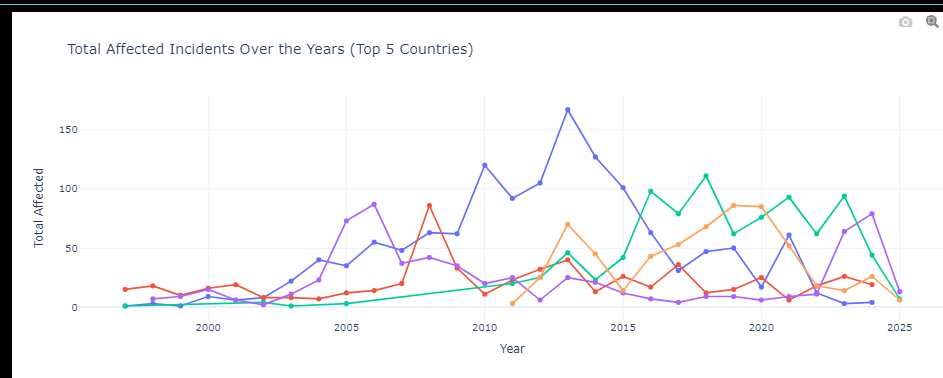 Total Affected Incidents Over the Years (Top 5 Countries)
150
100
50
0
Total Affected
2000 2005 2010 2015 2020 2025
Year